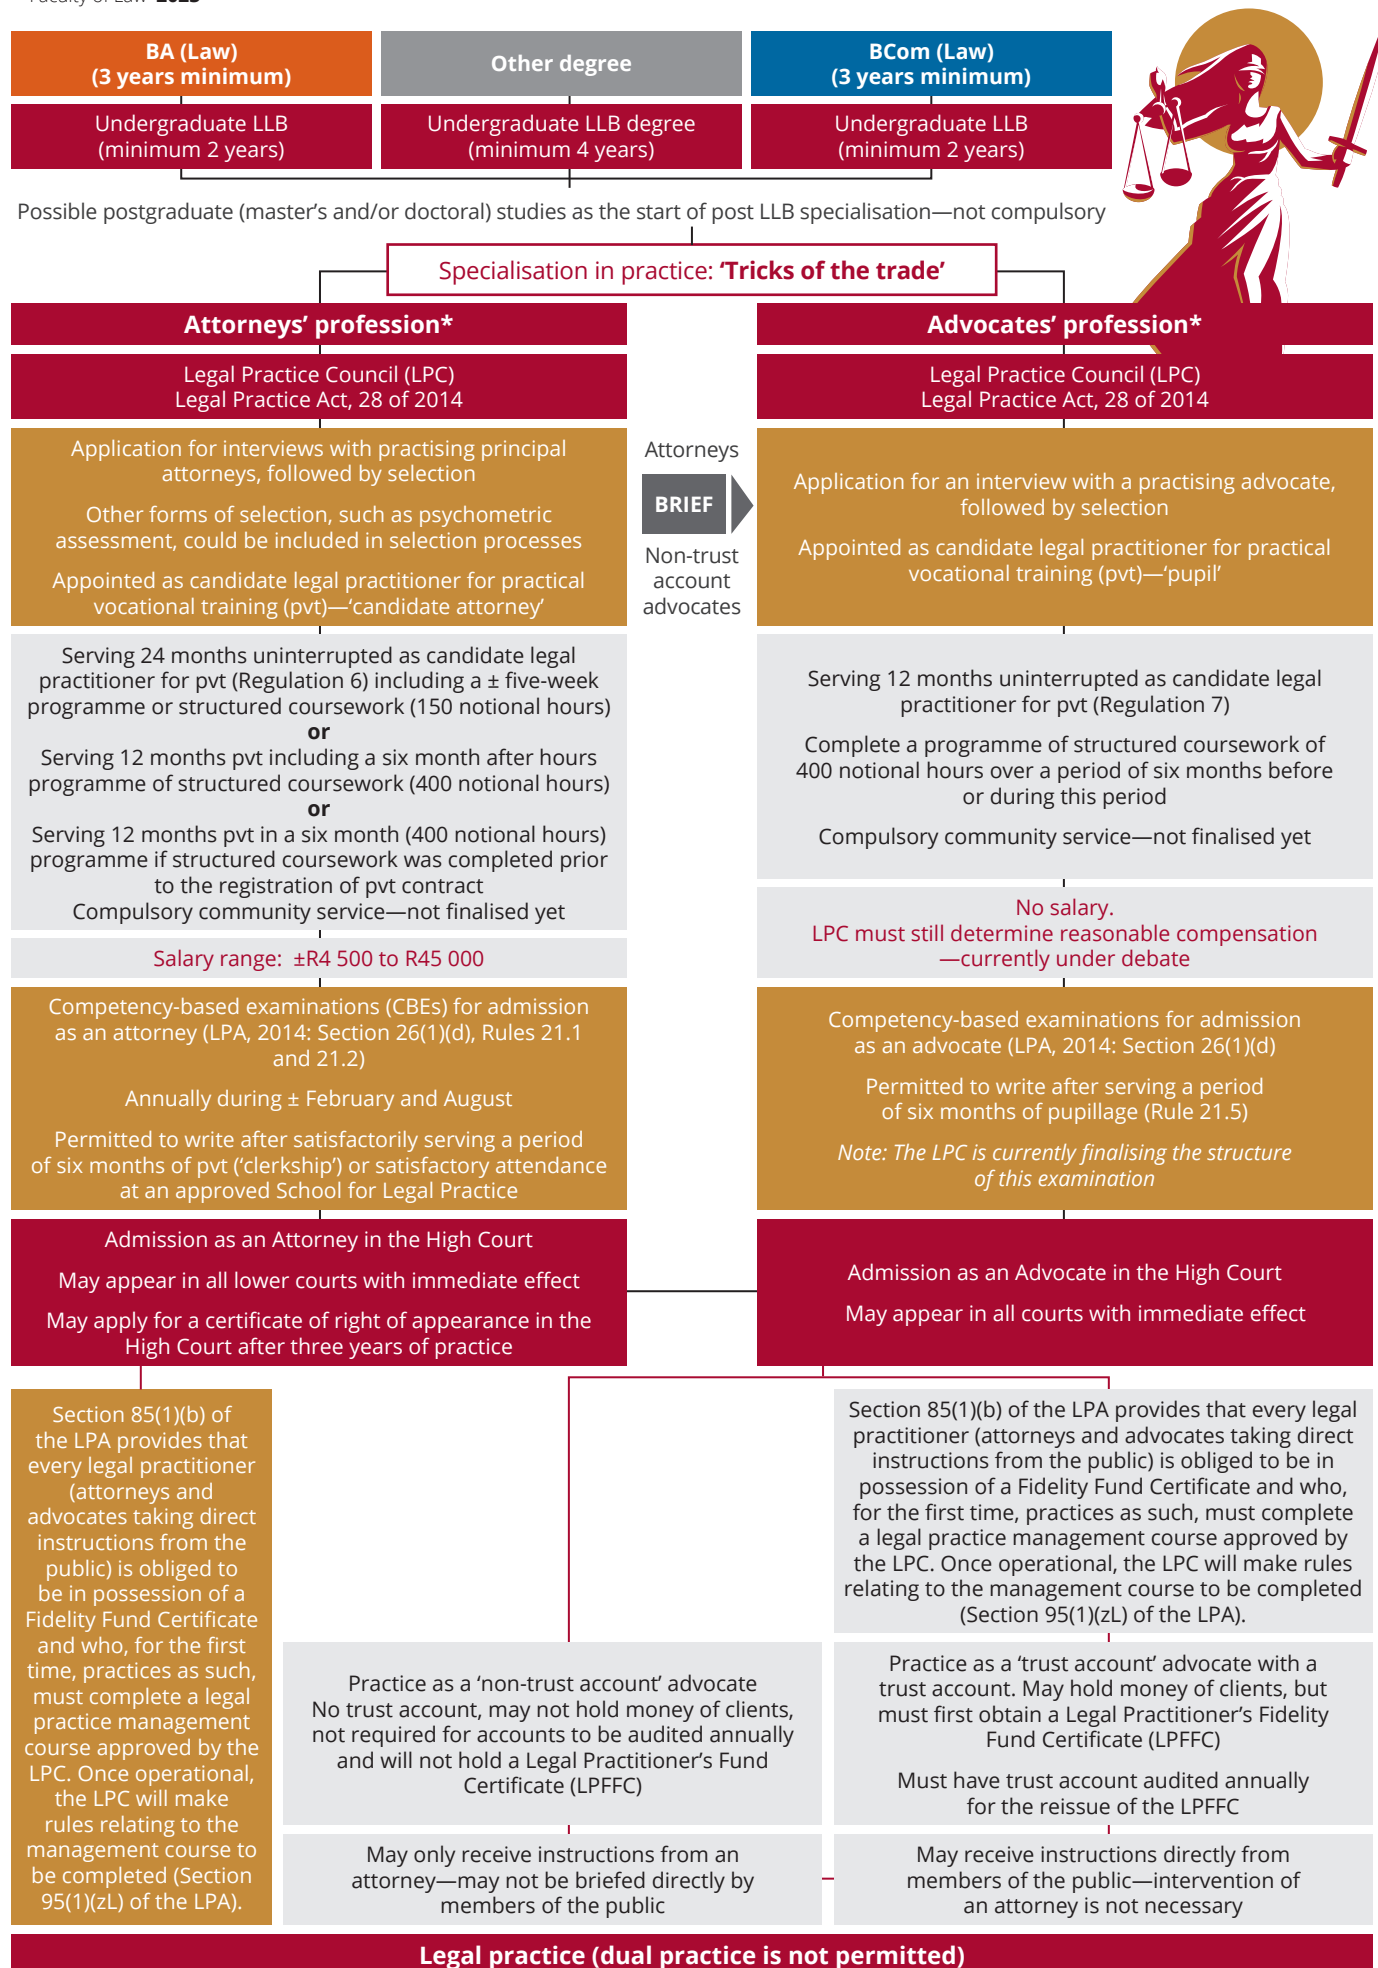 Faculty of Law 2023
BA (Law)
(3 years minimum)
Other degree
BCom (Law)
(3 years minimum)
Undergraduate LLB
(minimum 2 years)
Undergraduate LLB degree
(minimum 4 years)
Undergraduate LLB
(minimum 2 years)
Possible postgraduate (master's and/or doctoral) studies as the start of post LLB specialisation—not compulsory
Specialisation in practice: 'Tricks of the trade'
Attorneys' profession*
Legal Practice Council (LPC)
Legal Practice Act, 28 of 2014
Application for interviews with practising principal
attorneys, followed by selection
Other forms of selection, such as psychometric
assessment, could be included in selection processes
Appointed as candidate legal practitioner for practical
vocational training (pvt)—'candidate attorney'
Serving 24 months uninterrupted as candidate legal
practitioner for pvt (Regulation 6) including a ± five-week
programme or structured coursework (150 notional hours)
or
Serving 12 months pvt including a six month after hours
programme of structured coursework (400 notional hours)
or
Serving 12 months pvt in a six month (400 notional hours)
programme if structured coursework was completed prior
to the registration of pvt contract
Compulsory community service—not finalised yet
Salary range: ±R4 500 to R45 000
Competency-based examinations (CBEs) for admission
as an attorney (LPA, 2014: Section 26(1)(d), Rules 21.1
and 21.2)
Annually during ± February and August
Permitted to write after satisfactorily serving a period
of six months of pvt ('clerkship') or satisfactory attendance
at an approved School for Legal Practice
Admission as an Attorney in the High Court
May appear in all lower courts with immediate effect
May apply for a certificate of right of appearance in the
High Court after three years of practice
Attorneys
BRIEF
Non-trust
account
advocates
Advocates' profession*
Legal Practice Council (LPC)
Legal Practice Act, 28 of 2014
Application for an interview with a practising advocate,
followed by selection
Appointed as candidate legal practitioner for practical
vocational training (pvt)—'pupil'
Serving 12 months uninterrupted as candidate legal
practitioner for pvt (Regulation 7)
Complete a programme of structured coursework of
400 notional hours over a period of six months before
or during this period
Compulsory community service—not finalised yet
No salary.
LPC must still determine reasonable compensation
—currently under debate
Competency-based examinations for admission
as an advocate (LPA, 2014: Section 26(1)(d)
Permitted to write after serving a period
of six months of pupillage (Rule 21.5)
Note: The LPC is currently finalising the structure
of this examination
Admission as an Advocate in the High Court
May appear in all courts with immediate effect
Section 85(1)(b) of
the LPA provides that
every legal practitioner
(attorneys and
advocates taking direct
instructions from the
public) is obliged to
be in possession of a
Fidelity Fund Certificate
and who, for the first
time, practices as such,
must complete a legal
practice management
course approved by the
LPC. Once operational,
the LPC will make
rules relating to the
management course to
be completed (Section
95(1)(zL) of the LPA).
Practice as a 'non-trust account' advocate
No trust account, may not hold money of clients,
not required for accounts to be audited annually
and will not hold a Legal Practitioner's Fund
Certificate (LPFFC)
May only receive instructions from an
attorney—may not be briefed directly by
members of the public
Section 85(1)(b) of the LPA provides that every legal
practitioner (attorneys and advocates taking direct
instructions from the public) is obliged to be in
possession of a Fidelity Fund Certificate and who,
for the first time, practices as such, must complete
a legal practice management course approved by
the LPC. Once operational, the LPC will make rules
relating to the management course to be completed
(Section 95(1)(zL) of the LPA).
Practice as a 'trust account' advocate with a
trust account. May hold money of clients, but
must first obtain a Legal Practitioner's Fidelity
Fund Certificate (LPFFC)
Must have trust account audited annually
for the reissue of the LPFFC
May receive instructions directly from
members of the public—intervention of
an attorney is not necessary
Legal practice (dual practice is not permitted)